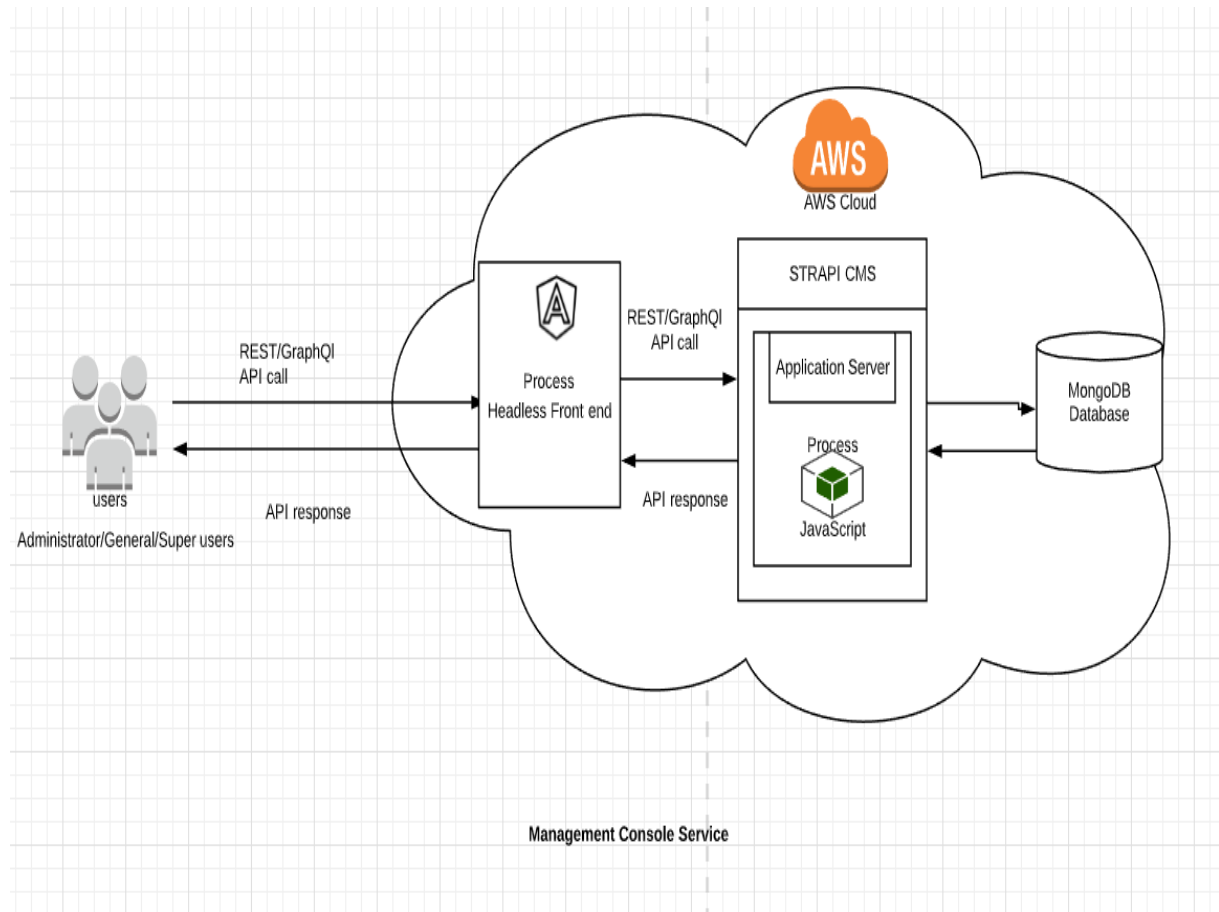 AWS
AWS Cloud
STRAPI CMS
REST/GraphQl
API call
REST/GraphQl
API call
Application Server
Process
Headless Front end
MongoDB
Database
Process
JavaScript
API response
API response
users
Administrator/General/Super users
Management Console Service